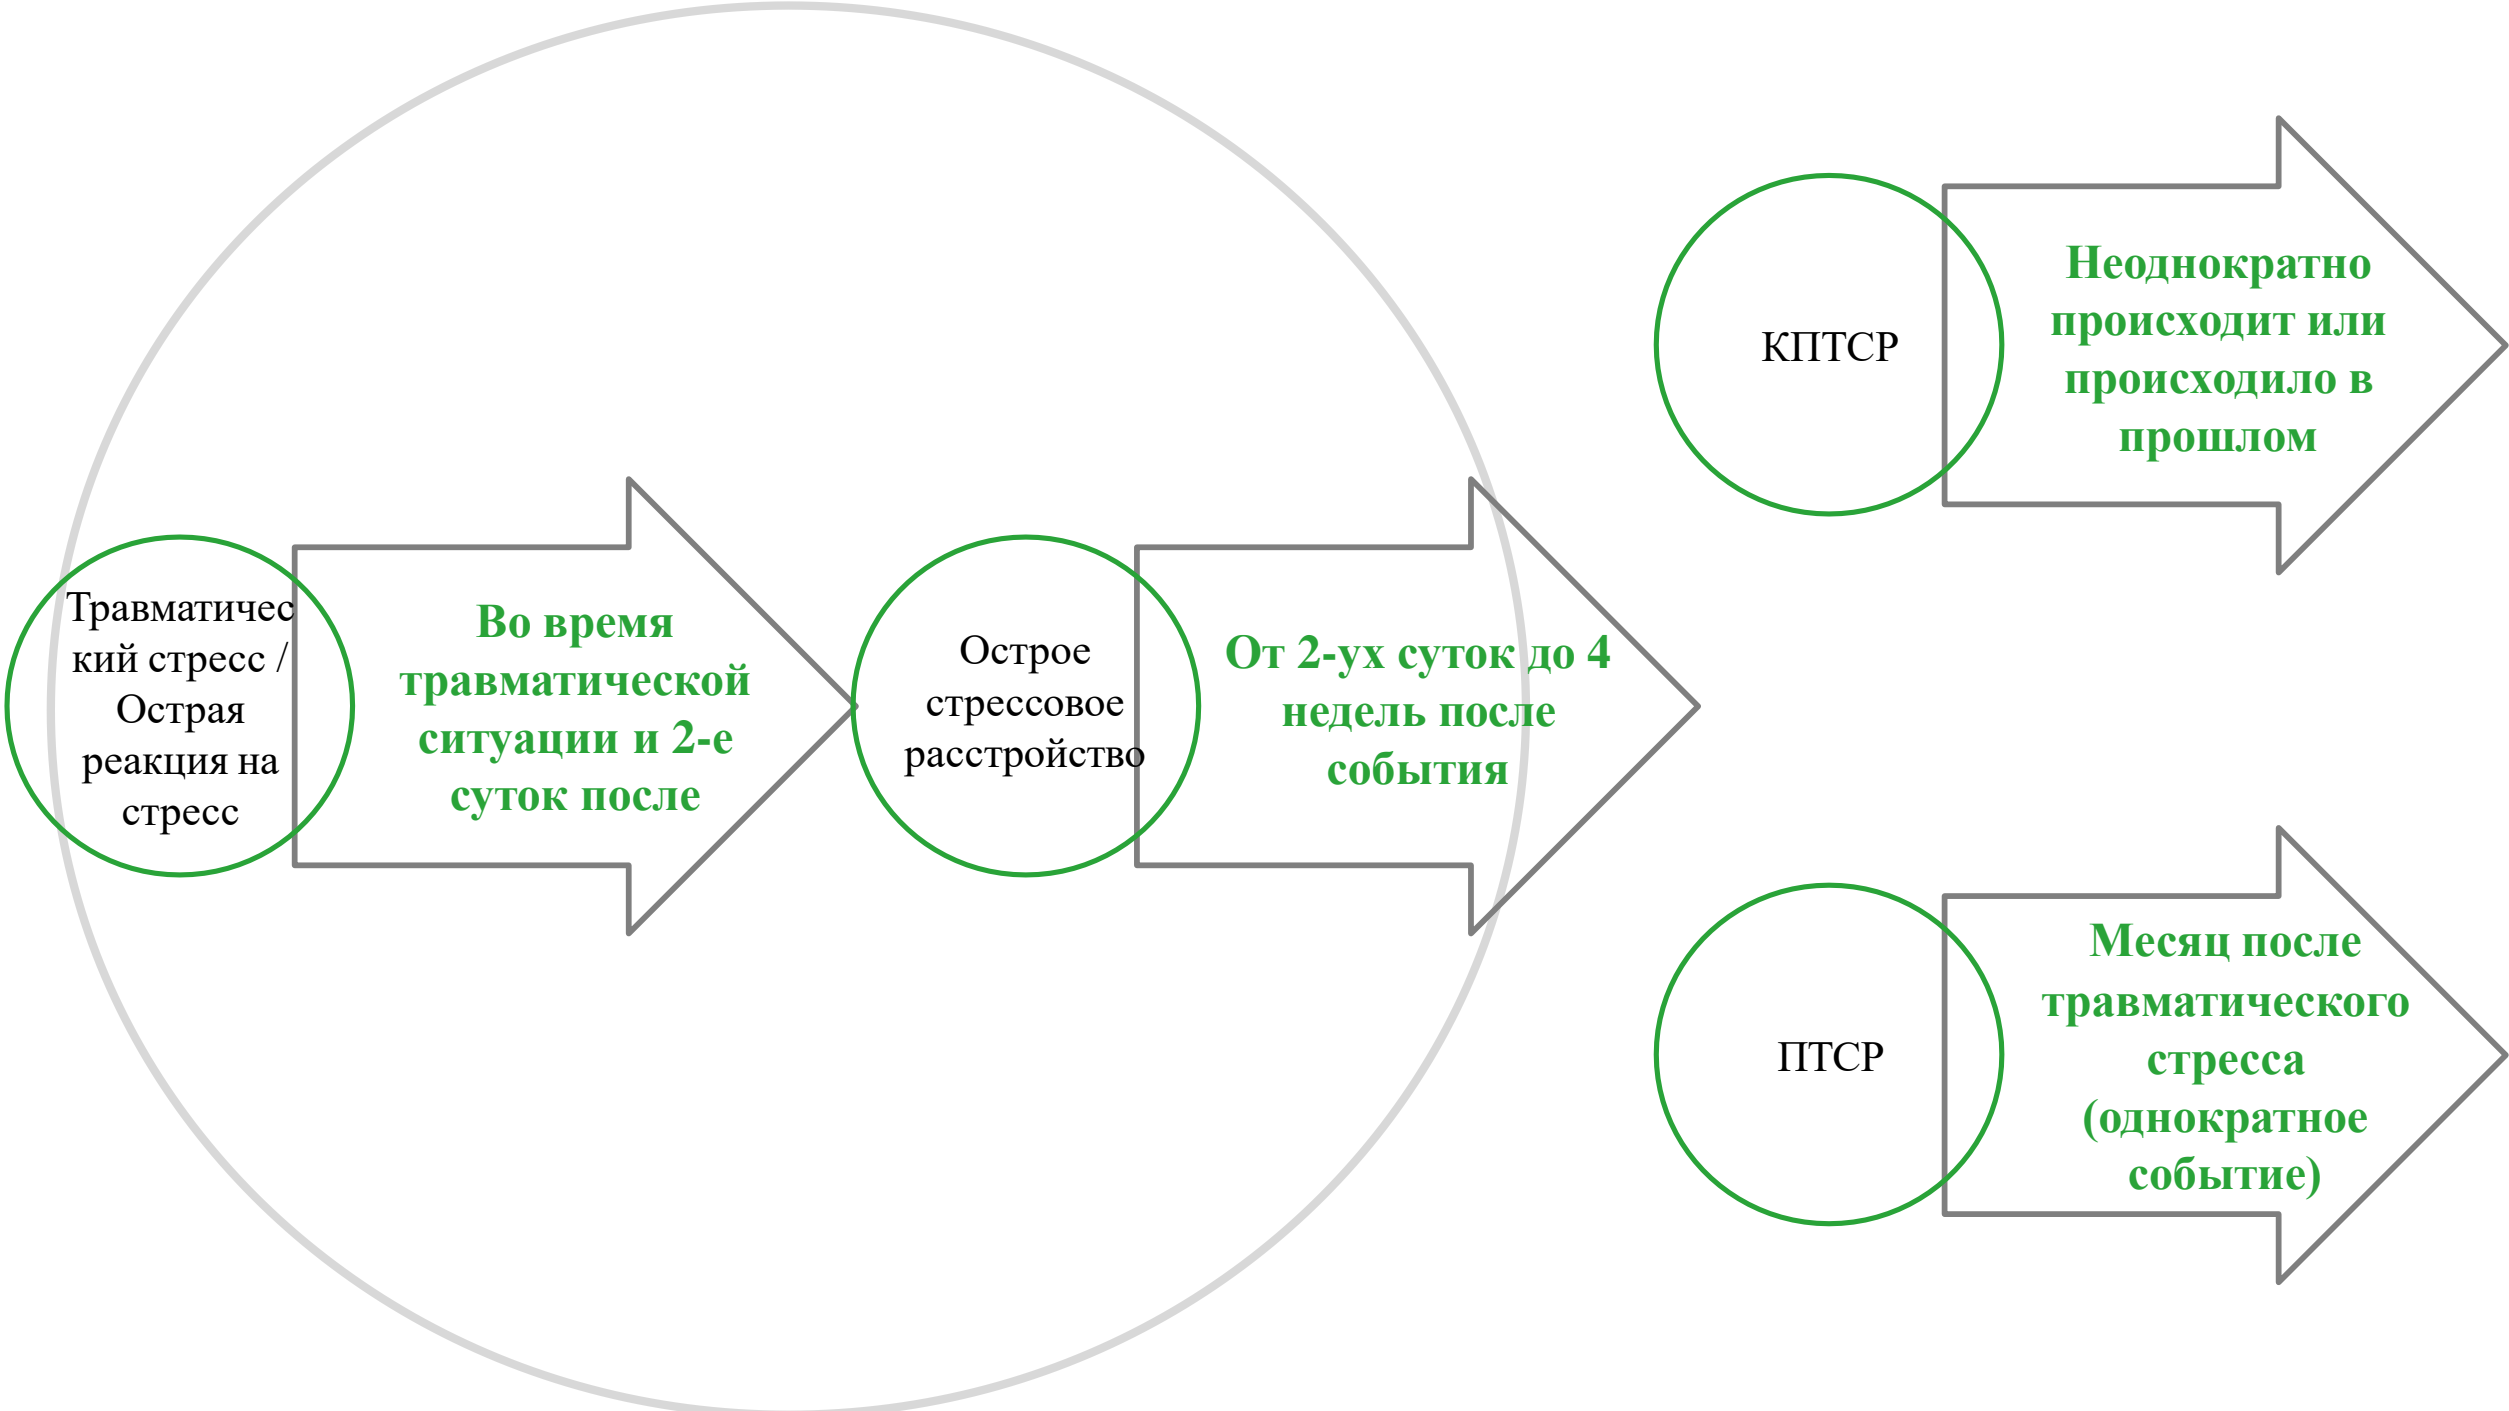 Травматичес
кий стресс /
Острая
реакция на
стресс
Во время
травматической
ситуации и 2-е
суток после
Острое
стрессовое
расстройство
От 2-ух суток до 4
недель после
события
КПТСР
Неоднократно
происходит или
происходило в
прошлом
ПТСР
Месяц после
травматического
стресса
(однократное
событие)